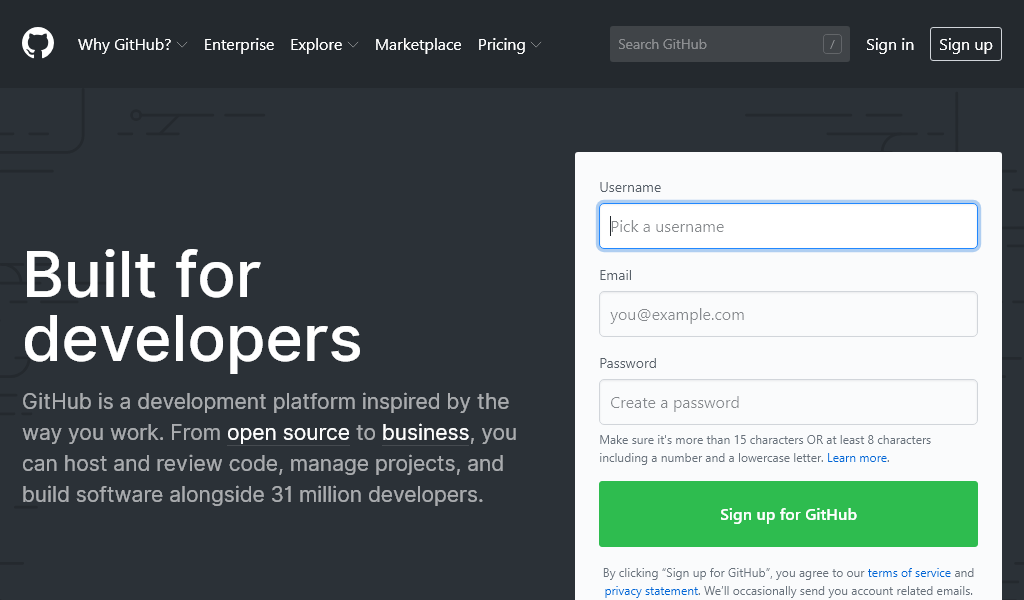 Why GitHub? Enterprise Explore Marketplace Pricing Search GitHub / Sign in Sign up
Built for
developers
GitHub is a development platform inspired by the
way you work. From open source to business, you
can host and review code, manage projects, and
build software alongside 31 million developers.
Username
Pick a username
Email
you@example.com
Password
Create a password
Make sure it's more than 15 characters OR at least 8 characters
including a number and a lowercase letter. Learn more.
Sign up for GitHub
By clicking “Sign up for GitHub”, you agree to our terms of service and
privacy statement. We’ll occasionally send you account related emails.